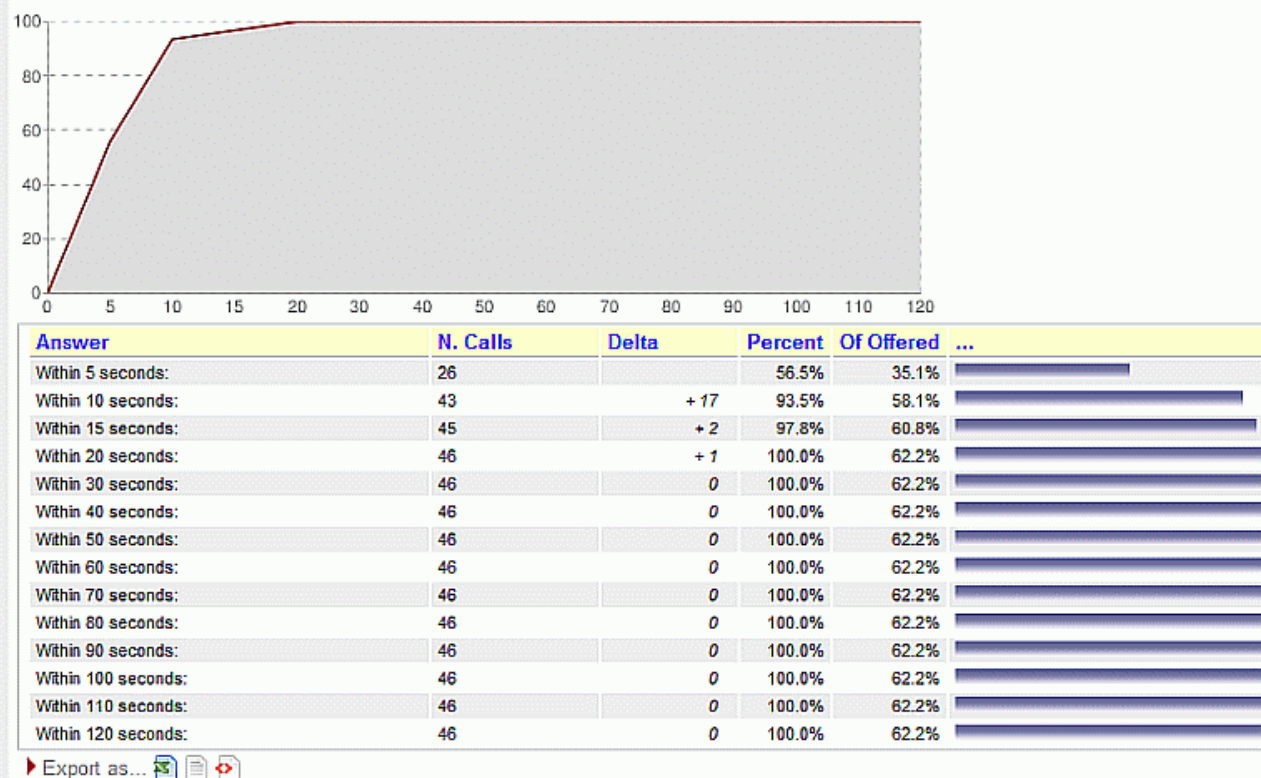 100
80
60
40
20
0
0 5 10 15 20 30 40 50 60 70 80 90 100 110 120
Answer N. Calls Delta Percent Of Offered ...
Within 5 seconds: 26 56.5% 35.1%
Within 10 seconds: 43 + 17 93.5% 58.1%
Within 15 seconds: 45 + 2 97.8% 60.8%
Within 20 seconds: 46 + 1 100.0% 62.2%
Within 30 seconds: 46 0 100.0% 62.2%
Within 40 seconds: 46 0 100.0% 62.2%
Within 50 seconds: 46 0 100.0% 62.2%
Within 60 seconds: 46 0 100.0% 62.2%
Within 70 seconds: 46 0 100.0% 62.2%
Within 80 seconds: 46 0 100.0% 62.2%
Within 90 seconds: 46 0 100.0% 62.2%
Within 100 seconds: 46 0 100.0% 62.2%
Within 110 seconds: 46 0 100.0% 62.2%
Within 120 seconds: 46 0 100.0% 62.2%
Export as...